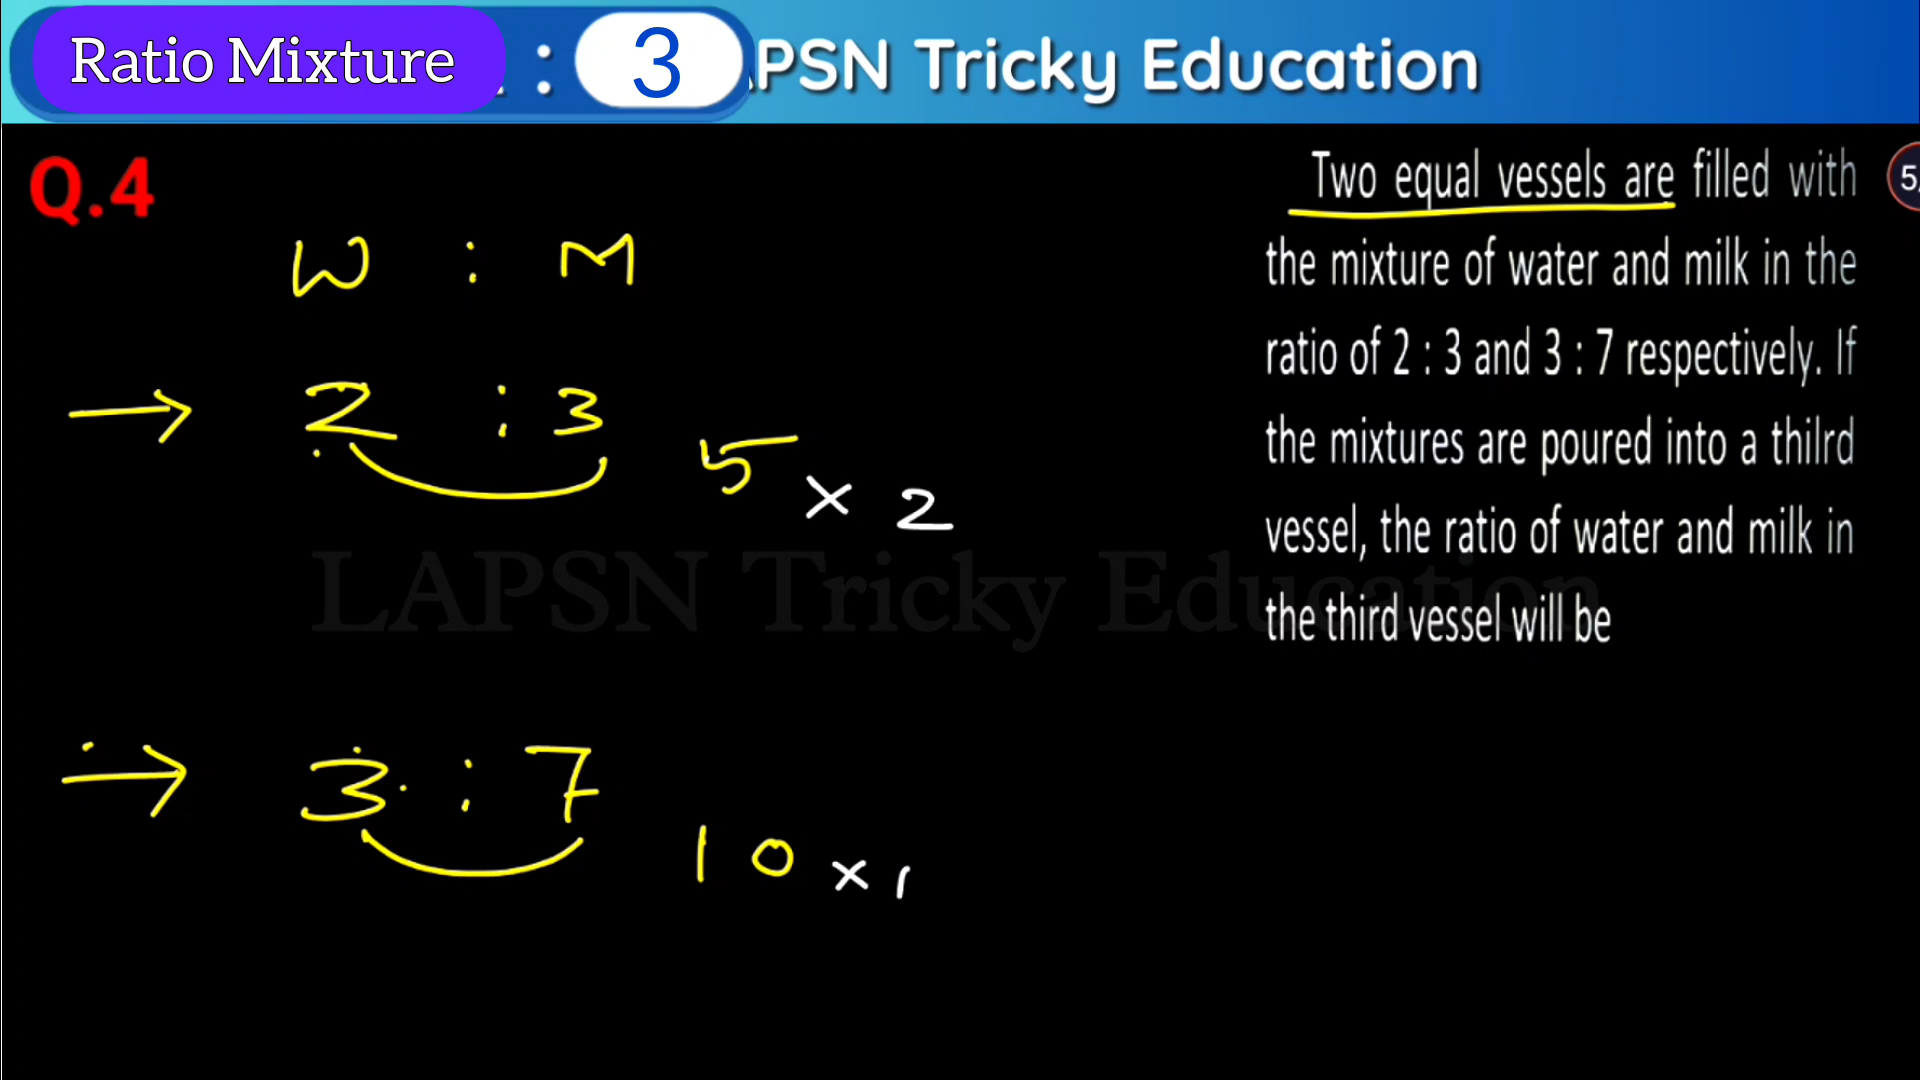 Ratio Mixture : 3 APSN Tricky Education
Q.4
Two equal vessels are filled with
the mixture of water and milk in the
ratio of 2 : 3 and 3 : 7 respectively. If
the mixtures are poured into a thilrd
vessel, the ratio of water and milk in
the third vessel will be
5
W : M
→ 2 : 3 5 × 2
LAPSN Tricky Education
→ 3 : 7 10 × 1